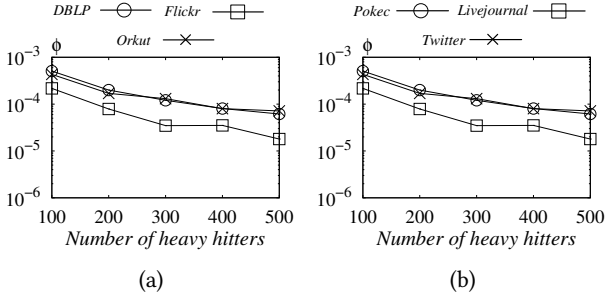 DBLP Flickr
Orkut
ϕ
10⁻³
10⁻⁴
10⁻⁵
10⁻⁶
100 200 300 400 500
Number of heavy hitters
(a)
Pokec Livejournal
Twitter
ϕ
10⁻³
10⁻⁴
10⁻⁵
10⁻⁶
100 200 300 400 500
Number of heavy hitters
(b)